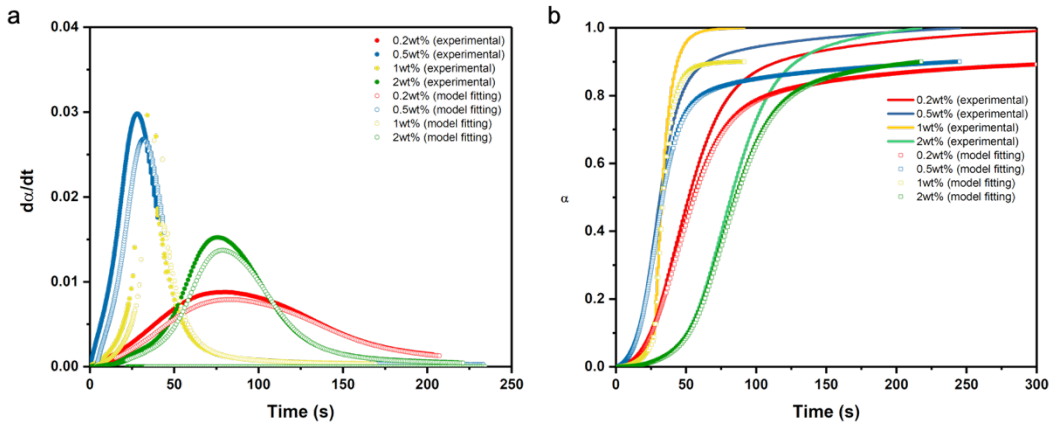 a
0.04
0.03
0.02
0.01
0.00
dα/dt
0 50 100 150 200 250
Time (s)
0.2wt% (experimental)
0.5wt% (experimental)
1wt% (experimental)
2wt% (experimental)
0.2wt% (model fitting)
0.5wt% (model fitting)
1wt% (model fitting)
2wt% (model fitting)
b
1.0
0.8
0.6
0.4
0.2
0.0
α
0 50 100 150 200 250 300
Time (s)
0.2wt% (experimental)
0.5wt% (experimental)
1wt% (experimental)
2wt% (experimental)
0.2wt% (model fitting)
0.5wt% (model fitting)
1wt% (model fitting)
2wt% (model fitting)